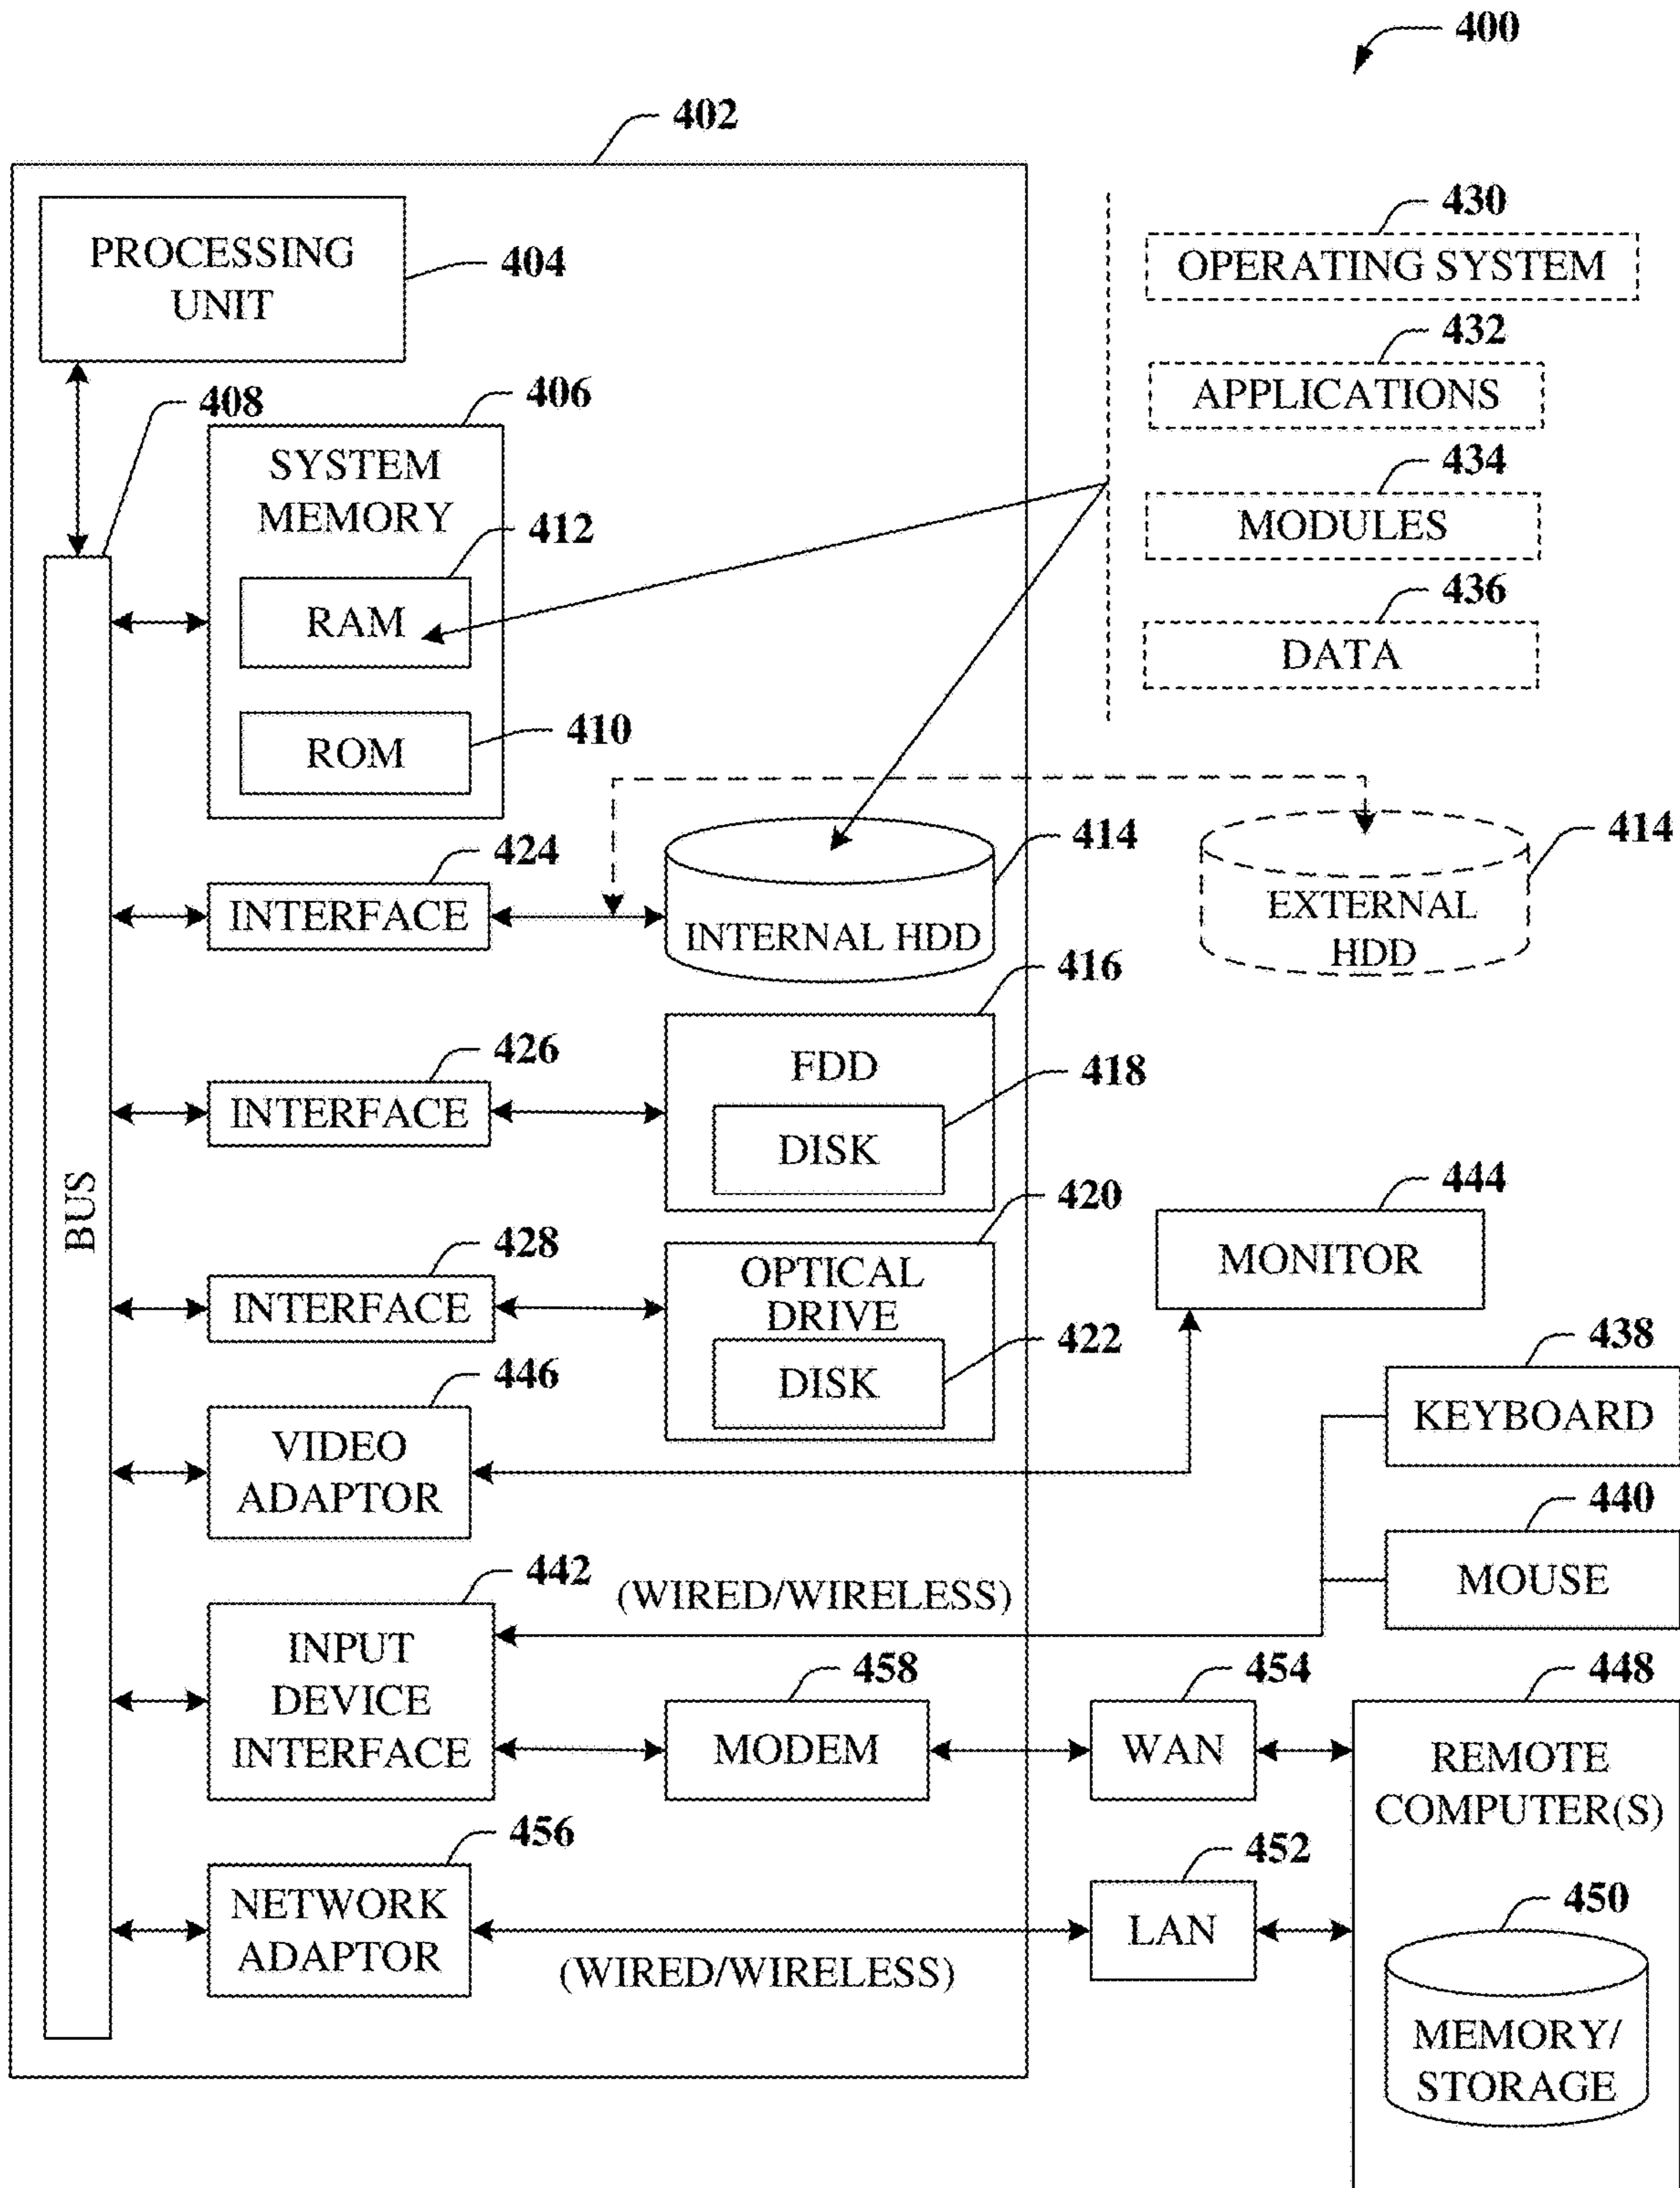 400
402
PROCESSING
UNIT
404
430
OPERATING SYSTEM
432
APPLICATIONS
434
MODULES
436
DATA
408
406
SYSTEM
MEMORY
412
RAM
410
ROM
424
INTERFACE
414
INTERNAL HDD
414
EXTERNAL
HDD
416
FDD
426
INTERFACE
418
DISK
BUS
420
OPTICAL
DRIVE
428
INTERFACE
422
DISK
444
MONITOR
438
KEYBOARD
446
VIDEO
ADAPTOR
440
MOUSE
442
INPUT
DEVICE
INTERFACE
(WIRED/WIRELESS)
458
MODEM
454
WAN
448
REMOTE
COMPUTER(S)
456
NETWORK
ADAPTOR
(WIRED/WIRELESS)
452
LAN
450
MEMORY/
STORAGE